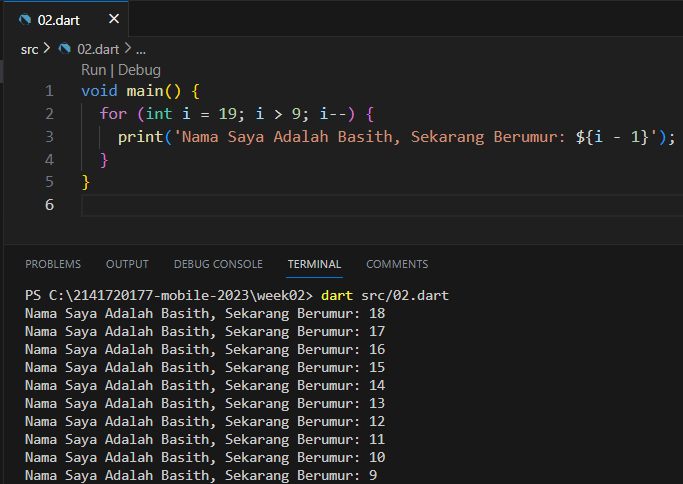 02.dart
src > 02.dart > ...
Run | Debug
1 void main() {
2   for (int i = 19; i > 9; i--) {
3     print('Nama Saya Adalah Basith, Sekarang Berumur: ${i - 1}');
4   }
5 }
6
PROBLEMS OUTPUT DEBUG CONSOLE TERMINAL COMMENTS
PS C:\2141720177-mobile-2023\week02> dart src/02.dart
Nama Saya Adalah Basith, Sekarang Berumur: 18
Nama Saya Adalah Basith, Sekarang Berumur: 17
Nama Saya Adalah Basith, Sekarang Berumur: 16
Nama Saya Adalah Basith, Sekarang Berumur: 15
Nama Saya Adalah Basith, Sekarang Berumur: 14
Nama Saya Adalah Basith, Sekarang Berumur: 13
Nama Saya Adalah Basith, Sekarang Berumur: 12
Nama Saya Adalah Basith, Sekarang Berumur: 11
Nama Saya Adalah Basith, Sekarang Berumur: 10
Nama Saya Adalah Basith, Sekarang Berumur: 9